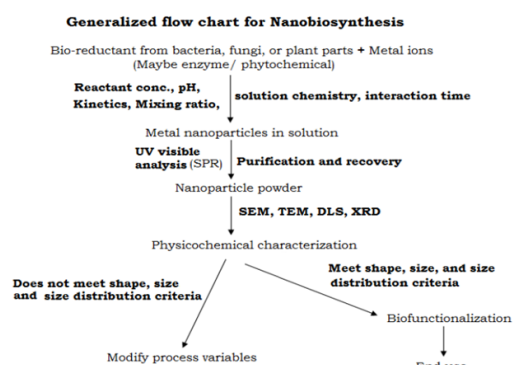 Generalized flow chart for Nanobiosynthesis
Bio-reductant from bacteria, fungi, or plant parts + Metal ions
(Maybe enzyme/ phytochemical)
Reactant conc., pH,
Kinetics, Mixing ratio,
solution chemistry, interaction time
Metal nanoparticles in solution
UV visible
analysis (SPR)
Purification and recovery
Nanoparticle powder
SEM, TEM, DLS, XRD
Physicochemical characterization
Does not meet shape, size
and size distribution criteria
Meet shape, size, and size
distribution criteria
Biofunctionalization
Modify process variables